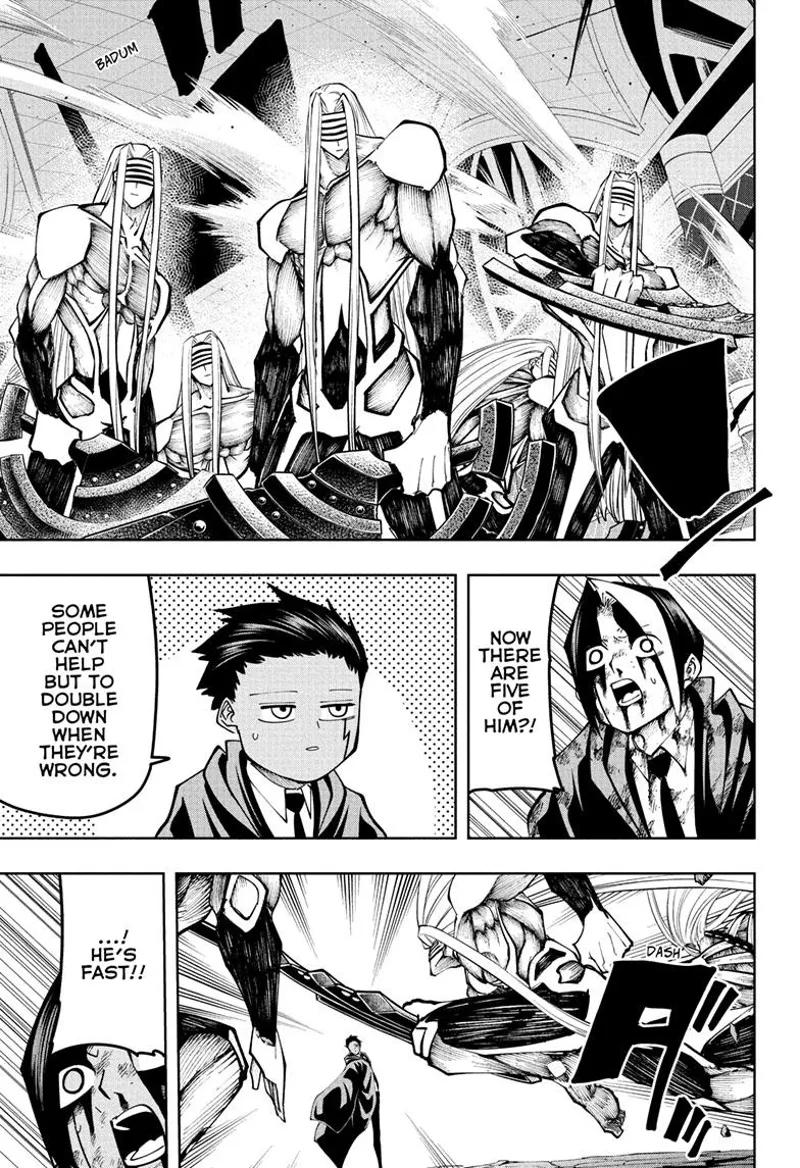 BADUM
NOW
THERE
ARE
FIVE
OF
HIM?!
SOME
PEOPLE
CAN'T
HELP
BUT TO
DOUBLE
DOWN
WHEN
THEY'RE
WRONG.
DASH
...!
HE'S
FAST!!